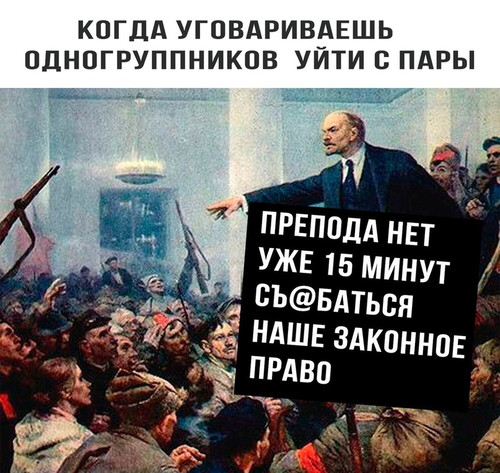 КОГДА УГОВАРИВАЕШЬ
ОДНОГРУППНИКОВ УЙТИ С ПАРЫ
ПРЕПОДА НЕТ
УЖЕ 15 МИНУТ
СЪ@БАТЬСЯ
НАШЕ ЗАКОННОЕ
ПРАВО